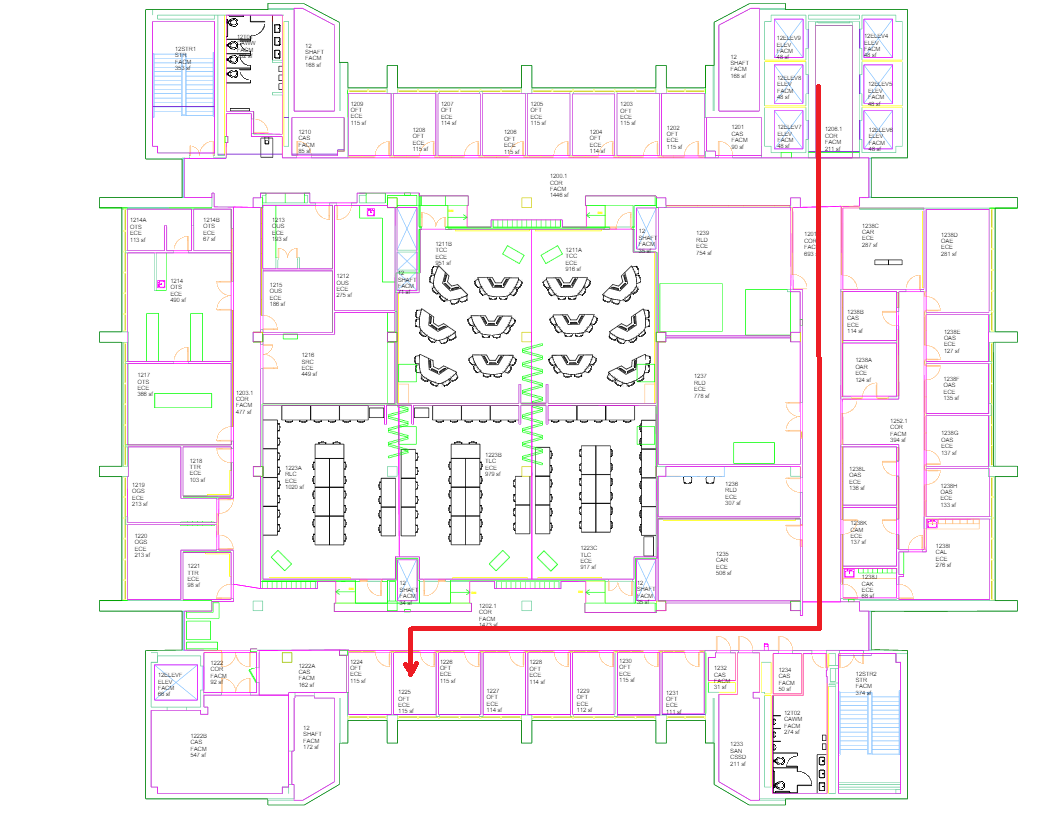 12STR1
STR
FACM
353 sf
12
SHAFT
FACM
168 sf
12
SHAFT
FACM
168 sf
12ELEV9
ELEV
FACM
48 sf
12ELEV4
ELEV
FACM
48 sf
12ELEV8
ELEV
FACM
48 sf
12ELEV5
ELEV
FACM
48 sf
12ELEV7
ELEV
FACM
48 sf
1208.1
COR
FACM
211 sf
12ELEV6
ELEV
FACM
48 sf
1210
CAS
FACM
85 sf
1209
OFT
ECE
115 sf
1208
OFT
ECE
115 sf
1207
OFT
ECE
114 sf
1206
OFT
ECE
115 sf
1205
OFT
ECE
115 sf
1204
OFT
ECE
114 sf
1203
OFT
ECE
115 sf
1202
OFT
ECE
115 sf
1201
CAS
FACM
90 sf
1200.1
COR
FACM
1446 sf
1214A
OTS
ECE
113 sf
1214B
OTS
ECE
67 sf
1213
OUS
ECE
193 sf
1211B
TCC
ECE
951 sf
1211A
TCC
ECE
916 sf
12
SHAFT
FACM
1239
RLD
ECE
754 sf
1201
COR
FACM
693
1238C
CAR
ECE
287 sf
1238D
OAE
ECE
281 sf
1214
OTS
ECE
490 sf
1215
OUS
ECE
186 sf
1212
OUS
ECE
275 sf
12
SHAFT
FACM
1238B
CAS
ECE
114 sf
1238E
OAS
ECE
127 sf
1216
SRC
ECE
449 sf
1238A
OAR
ECE
124 sf
1217
OTS
ECE
366 sf
1203.1
COR
FACM
477 sf
1237
RLD
ECE
778 sf
1238F
OAS
ECE
135 sf
1252.1
COR
FACM
394 sf
1238G
OAS
ECE
137 sf
1218
TTR
ECE
103 sf
1223A
RLC
ECE
1020 sf
1223B
TLC
ECE
979 sf
1238L
OAS
ECE
136 sf
1219
OGS
ECE
213 sf
1236
RLD
ECE
307 sf
1238H
OAS
ECE
133 sf
1220
OGS
ECE
213 sf
1238K
CAM
ECE
137 sf
1223C
TLC
ECE
917 sf
1235
CAR
ECE
508 sf
1238I
CAL
ECE
276 sf
1221
TTR
ECE
98 sf
12
SHAFT
FACM
34 sf
12
SHAFT
FACM
35 sf
1238J
CAK
ECE
68 sf
1202.1
COR
FACM
1473 sf
12ELEVF
ELEV
FACM
66 sf
1222
COR
FACM
92 sf
1222A
CAS
FACM
162 sf
1224
OFT
ECE
115 sf
1225
OFT
ECE
115 sf
1226
OFT
ECE
115 sf
1227
OFT
ECE
114 sf
1228
OFT
ECE
114 sf
1229
OFT
ECE
112 sf
1230
OFT
ECE
115 sf
1231
OFT
ECE
111 sf
1232
CAS
FACM
31 sf
1234
CAS
FACM
50 sf
12STR2
STR
FACM
374 sf
12T02
CAWM
FACM
274 sf
12
SHAFT
FACM
172 sf
1222B
CAS
FACM
547 sf
1233
SAN
CSSD
211 sf